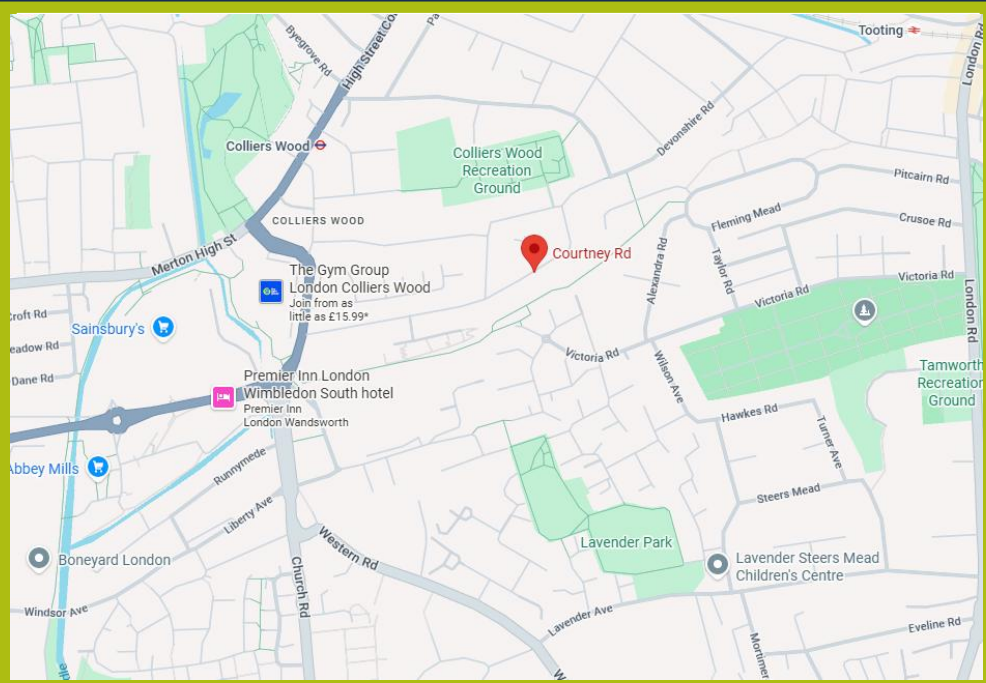 Tooting
London Rd
Byegrove Rd
High Street Co
Pa
Colliers Wood
Colliers Wood
Recreation
Ground
Devonshire Rd
Pitcairn Rd
Crusoe Rd
Fleming Mead
COLLIERS WOOD
Merton High St
Courtney Rd
Alexandra Rd
Taylor Rd
Victoria Rd
Victoria Rd
London Rd
The Gym Group
London Colliers Wood
Join from as
little as £15.99*
Croft Rd
Sainsbury's
eadow Rd
Dane Rd
Victoria Rd
Wilson Ave
Tamworth
Recreation
Ground
Premier Inn London
Wimbledon South hotel
Premier Inn
London Wandsworth
Hawkes Rd
Turner Ave
Abbey Mills
Runnymede
Liberty Ave
Steers Mead
Lavender Park
Western Rd
Boneyard London
Church Rd
Lavender Steers Mead
Children's Centre
Windsor Ave
Lavender Ave
Eveline Rd
Mortimer
W
dle